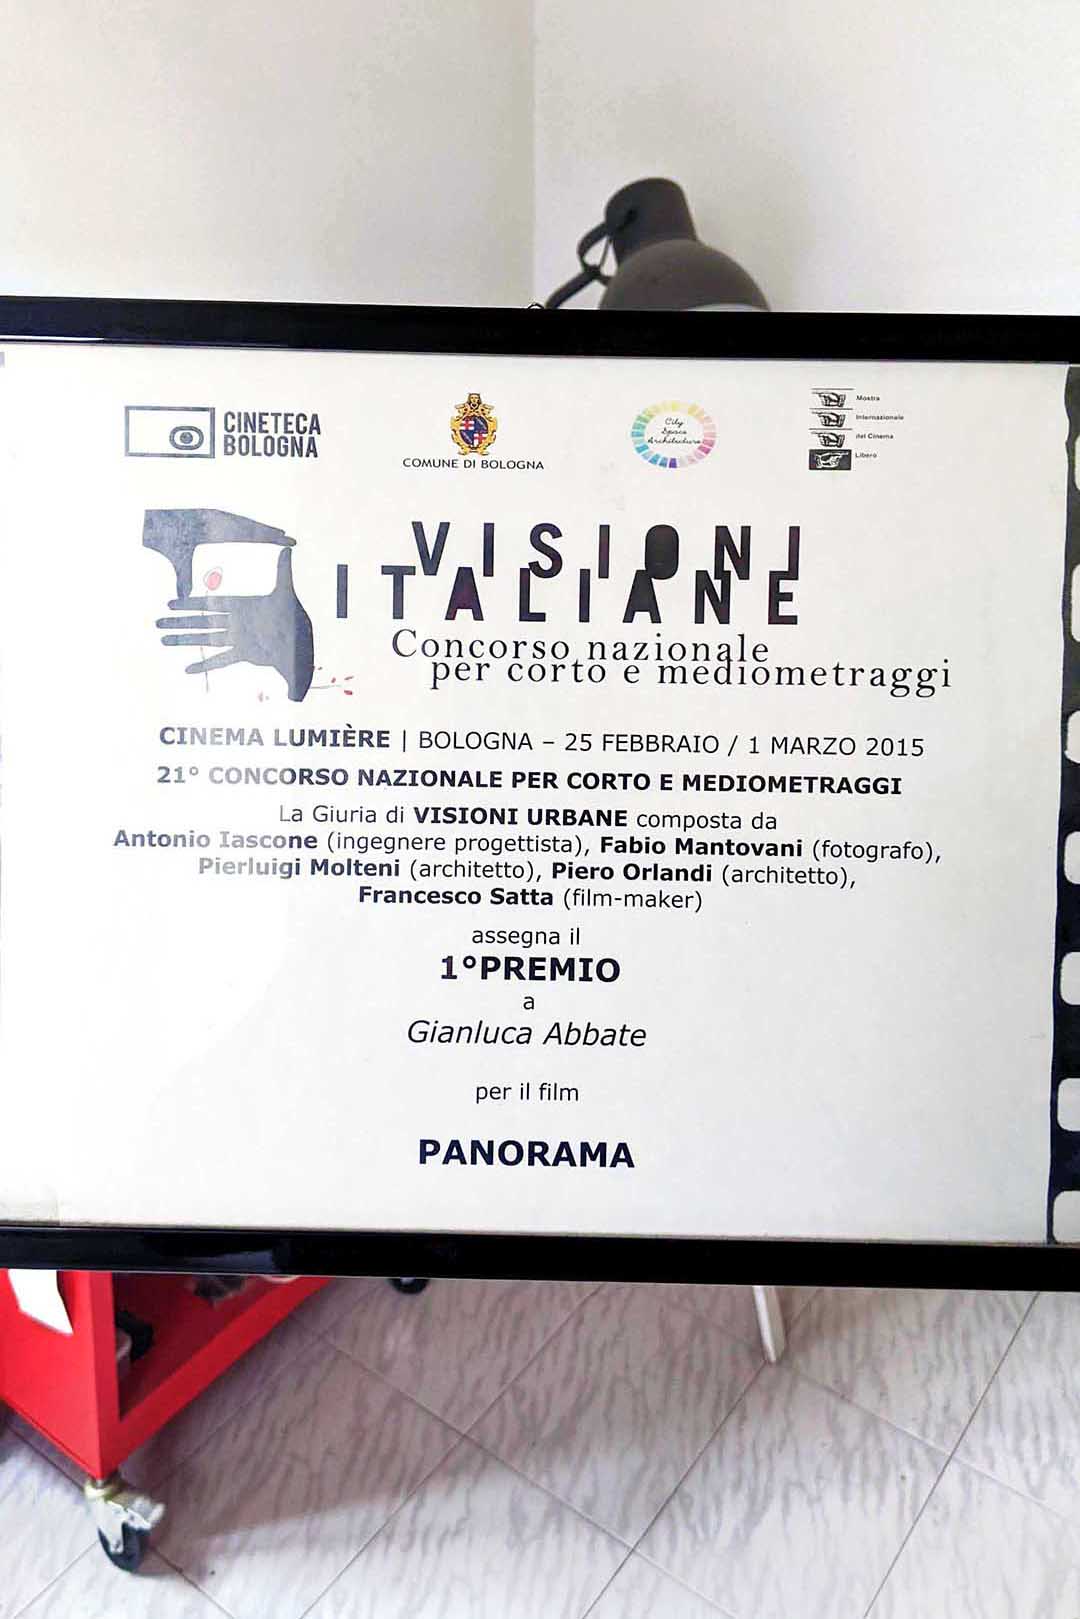 CINETECA
BOLOGNA
COMUNE DI BOLOGNA
City
Space
Architecture
Mostra
Internazionale
del Cinema
Libero
VISIONI
ITALIANE
Concorso nazionale
per corto e mediometraggi
CINEMA LUMIÈRE | BOLOGNA – 25 FEBBRAIO / 1 MARZO 2015
21° CONCORSO NAZIONALE PER CORTO E MEDIOMETRAGGI
La Giuria di VISIONI URBANE composta da
Antonio Iascone (ingegnere progettista), Fabio Mantovani (fotografo),
Pierluigi Molteni (architetto), Piero Orlandi (architetto),
Francesco Satta (film-maker)
assegna il
1°PREMIO
a
Gianluca Abbate
per il film
PANORAMA